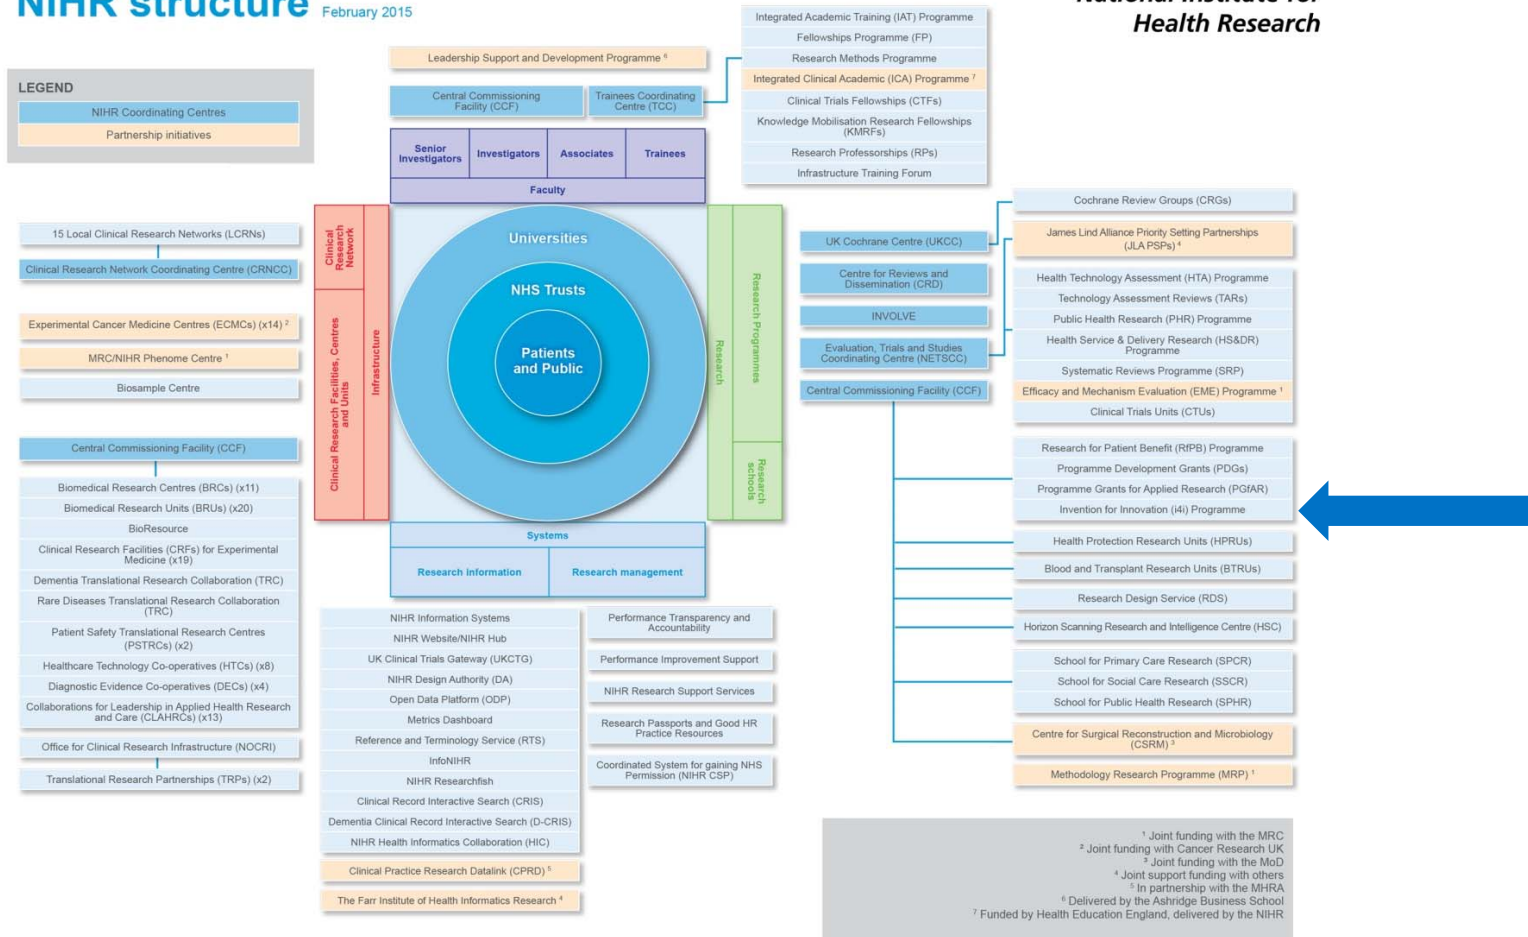 NIHR structure February 2015
National Institute for
Health Research
LEGEND
NIHR Coordinating Centres
Partnership initiatives
Leadership Support and Development Programme ⁶
Central Commissioning
Facility (CCF)
Trainees Coordinating
Centre (TCC)
Integrated Academic Training (IAT) Programme
Fellowships Programme (FP)
Research Methods Programme
Integrated Clinical Academic (ICA) Programme ⁷
Clinical Trials Fellowships (CTFs)
Knowledge Mobilisation Research Fellowships
(KMRFs)
Research Professorships (RPs)
Infrastructure Training Forum
Senior
Investigators
Investigators
Associates
Trainees
Faculty
15 Local Clinical Research Networks (LCRNs)
Clinical Research Network Coordinating Centre (CRNCC)
Experimental Cancer Medicine Centres (ECMCs) (x14) ²
MRC/NIHR Phenome Centre ¹
Biosample Centre
Central Commissioning Facility (CCF)
Biomedical Research Centres (BRCs) (x11)
Biomedical Research Units (BRUs) (x20)
BioResource
Clinical Research Facilities (CRFs) for Experimental
Medicine (x19)
Dementia Translational Research Collaboration (TRC)
Rare Diseases Translational Research Collaboration
(TRC)
Patient Safety Translational Research Centres
(PSTRCs) (x2)
Healthcare Technology Co-operatives (HTCs) (x8)
Diagnostic Evidence Co-operatives (DECs) (x4)
Collaborations for Leadership in Applied Health Research
and Care (CLAHRCs) (x13)
Office for Clinical Research Infrastructure (NOCRI)
Translational Research Partnerships (TRPs) (x2)
Clinical
Research
Network
Clinical Research Facilities, Centres
and Units
Infrastructure
Universities
NHS Trusts
Patients
and Public
Research
Research Programmes
Research
schools
Systems
Research information
Research management
NIHR Information Systems
NIHR Website/NIHR Hub
UK Clinical Trials Gateway (UKCTG)
NIHR Design Authority (DA)
Open Data Platform (ODP)
Metrics Dashboard
Reference and Terminology Service (RTS)
InfoNIHR
NIHR Researchfish
Clinical Record Interactive Search (CRIS)
Dementia Clinical Record Interactive Search (D-CRIS)
NIHR Health Informatics Collaboration (HIC)
Clinical Practice Research Datalink (CPRD) ⁵
The Farr Institute of Health Informatics Research ⁴
Performance Transparency and
Accountability
Performance Improvement Support
NIHR Research Support Services
Research Passports and Good HR
Practice Resources
Coordinated System for gaining NHS
Permission (NIHR CSP)
UK Cochrane Centre (UKCC)
Centre for Reviews and
Dissemination (CRD)
INVOLVE
Evaluation, Trials and Studies
Coordinating Centre (NETSCC)
Central Commissioning Facility (CCF)
Cochrane Review Groups (CRGs)
James Lind Alliance Priority Setting Partnerships
(JLA PSPs) ⁴
Health Technology Assessment (HTA) Programme
Technology Assessment Reviews (TARs)
Public Health Research (PHR) Programme
Health Service & Delivery Research (HS&DR)
Programme
Systematic Reviews Programme (SRP)
Efficacy and Mechanism Evaluation (EME) Programme ¹
Clinical Trials Units (CTUs)
Research for Patient Benefit (RfPB) Programme
Programme Development Grants (PDGs)
Programme Grants for Applied Research (PGfAR)
Invention for Innovation (i4i) Programme
Health Protection Research Units (HPRUs)
Blood and Transplant Research Units (BTRUs)
Research Design Service (RDS)
Horizon Scanning Research and Intelligence Centre (HSC)
School for Primary Care Research (SPCR)
School for Social Care Research (SSCR)
School for Public Health Research (SPHR)
Centre for Surgical Reconstruction and Microbiology
(CSRM) ³
Methodology Research Programme (MRP) ¹
¹ Joint funding with the MRC
² Joint funding with Cancer Research UK
³ Joint funding with the MoD
⁴ Joint support funding with others
⁵ In partnership with the MHRA
⁶ Delivered by the Ashridge Business School
⁷ Funded by Health Education England, delivered by the NIHR